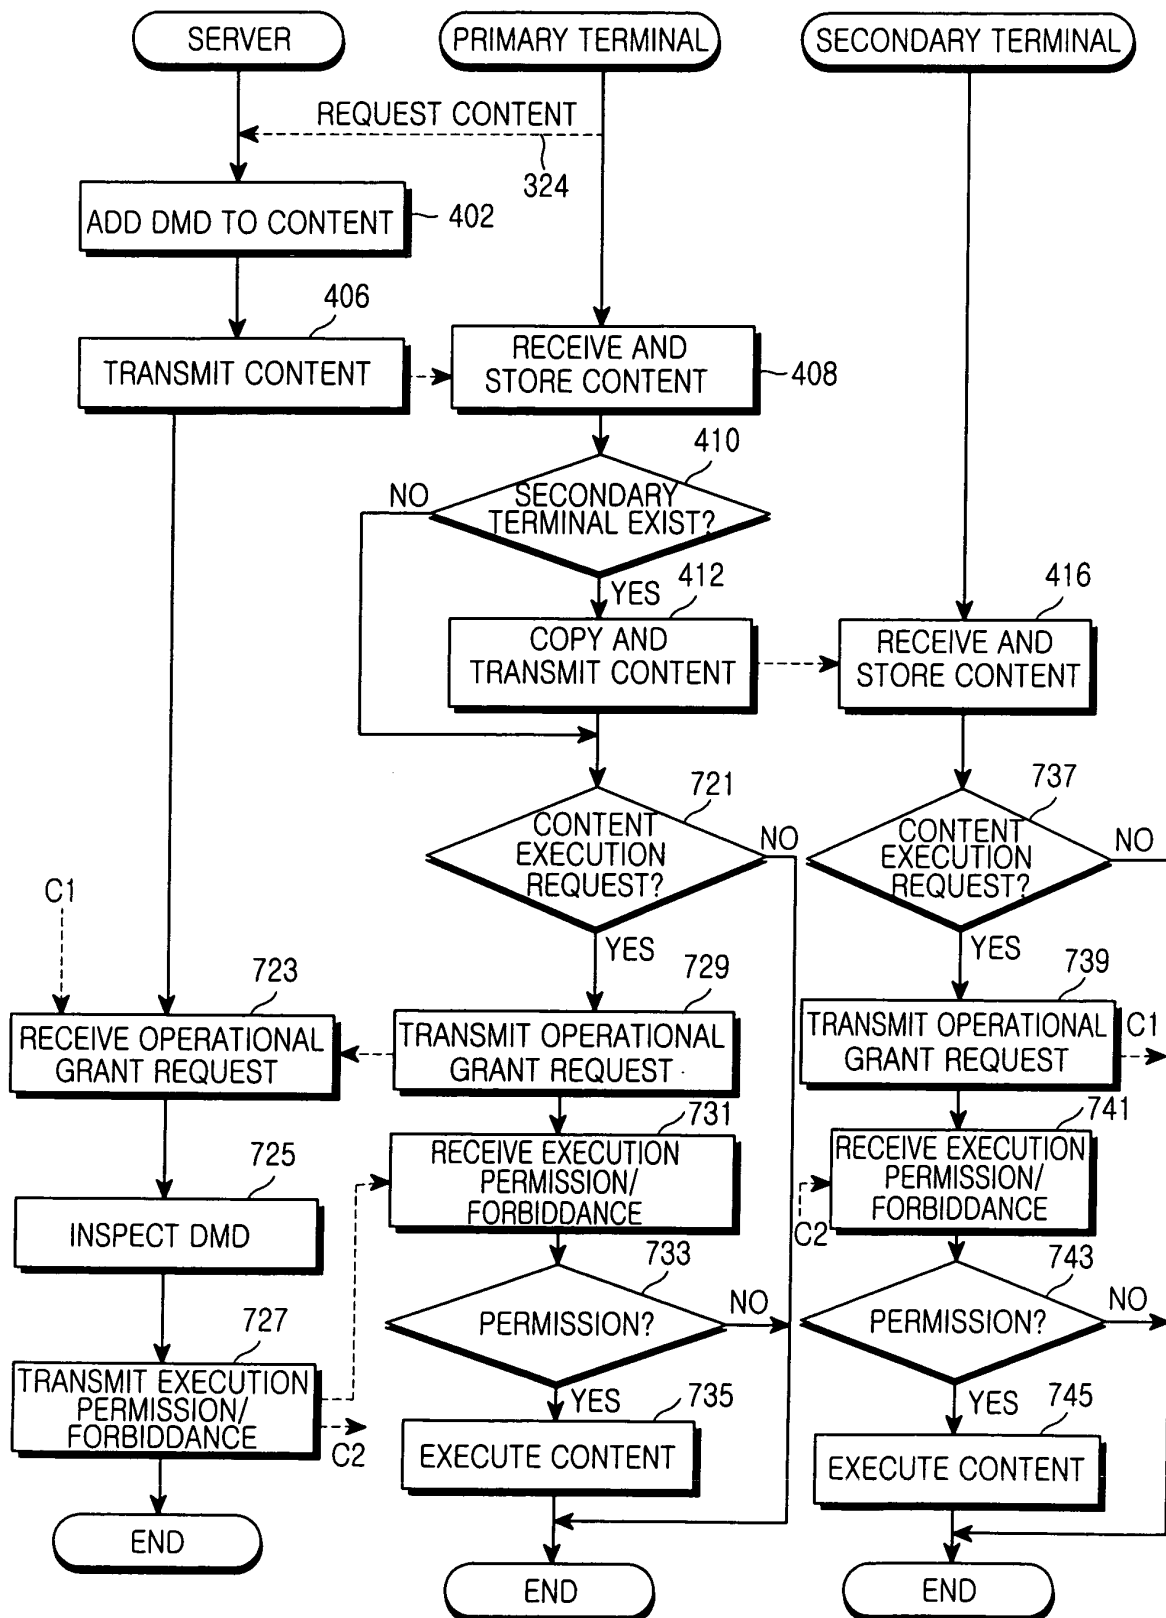 SERVER
PRIMARY TERMINAL
SECONDARY TERMINAL
REQUEST CONTENT
324
ADD DMD TO CONTENT
402
406
TRANSMIT CONTENT
RECEIVE AND
STORE CONTENT
408
410
NO
SECONDARY
TERMINAL EXIST?
YES
412
416
COPY AND
TRANSMIT CONTENT
RECEIVE AND
STORE CONTENT
721
737
CONTENT
EXECUTION
REQUEST?
NO
CONTENT
EXECUTION
REQUEST?
NO
C1
YES
YES
723
729
739
RECEIVE OPERATIONAL
GRANT REQUEST
TRANSMIT OPERATIONAL
GRANT REQUEST
TRANSMIT OPERATIONAL
GRANT REQUEST
C1
731
741
725
RECEIVE EXECUTION
PERMISSION/
FORBIDDANCE
RECEIVE EXECUTION
PERMISSION/
FORBIDDANCE
INSPECT DMD
C2
733
743
PERMISSION?
NO
PERMISSION?
NO
727
TRANSMIT EXECUTION
PERMISSION/
FORBIDDANCE
C2
YES
735
YES
745
EXECUTE CONTENT
EXECUTE CONTENT
END
END
END